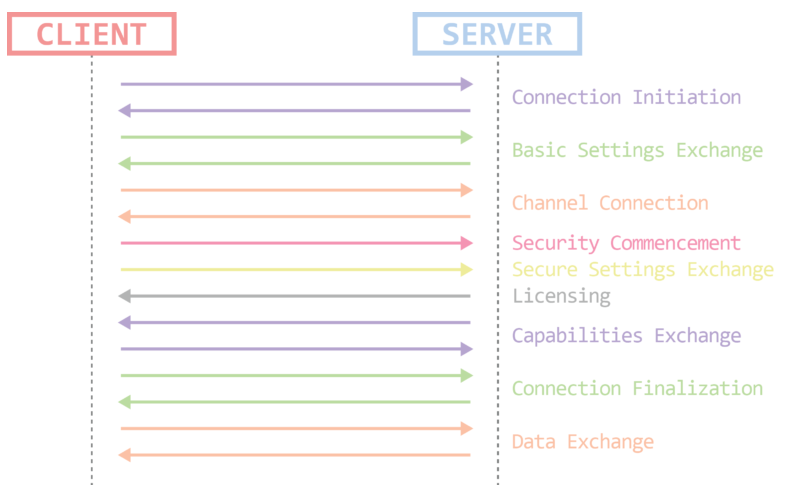 CLIENT
SERVER
Connection Initiation
Basic Settings Exchange
Channel Connection
Security Commencement
Secure Settings Exchange
Licensing
Capabilities Exchange
Connection Finalization
Data Exchange